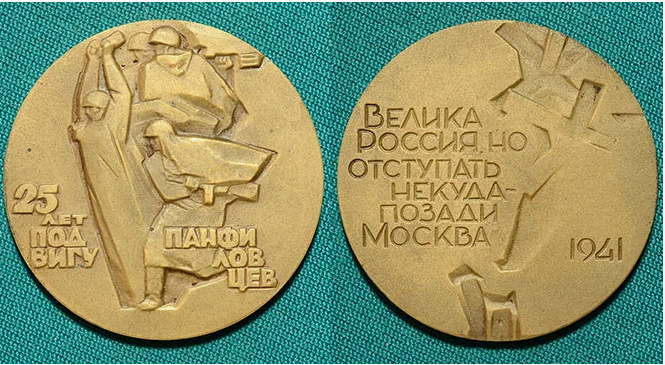 25
ЛЕТ
ПОД
ВИГУ
ПАНФИ
ЛОВ
ЦЕВ
ВЕЛИКА
РОССИЯ, НО
ОТСТУПАТЬ
НЕКУДА-
ПОЗАДИ
МОСКВА
1941